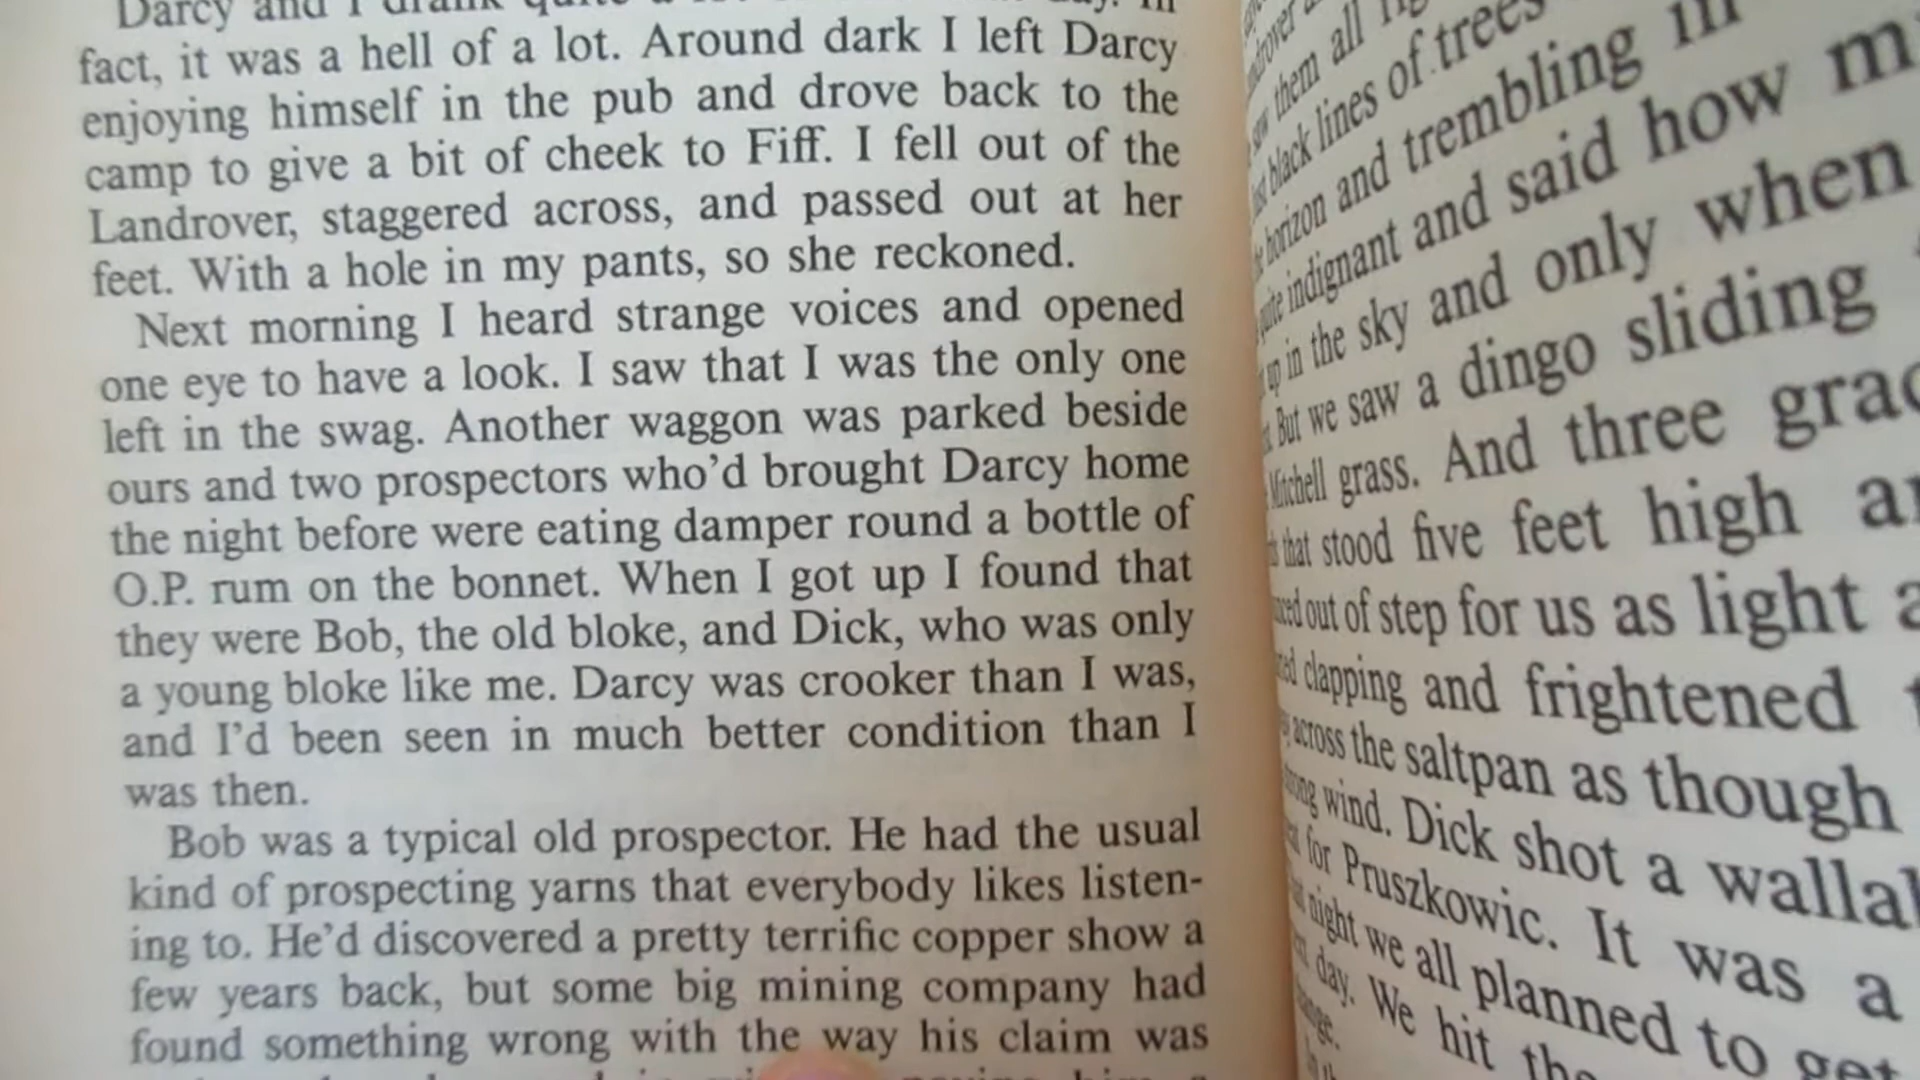 Darcy and I drank quite a lot
fact, it was a hell of a lot. Around dark I left Darcy
enjoying himself in the pub and drove back to the
camp to give a bit of cheek to Fiff. I fell out of the
Landrover, staggered across, and passed out at her
feet. With a hole in my pants, so she reckoned.
Next morning I heard strange voices and opened
one eye to have a look. I saw that I was the only one
left in the swag. Another waggon was parked beside
ours and two prospectors who'd brought Darcy home
the night before were eating damper round a bottle of
O.P. rum on the bonnet. When I got up I found that
they were Bob, the old bloke, and Dick, who was only
a young bloke like me. Darcy was crooker than I was,
and I'd been seen in much better condition than I
was then.
Bob was a typical old prospector. He had the usual
kind of prospecting yarns that everybody likes listen-
ing to. He'd discovered a pretty terrific copper show a
few years back, but some big mining company had
found something wrong with the way his claim was
them all
black lines of trees
horizon and trembling in
indignant and said how
up in the sky and only when
But we saw a dingo sliding
Mitchell grass. And three
that stood five feet high
out of step for us as light
clapping and frightened
across the saltpan as though
wind. Dick shot a
for Pruszkowic. It was a
night we all planned to get
day. We hit